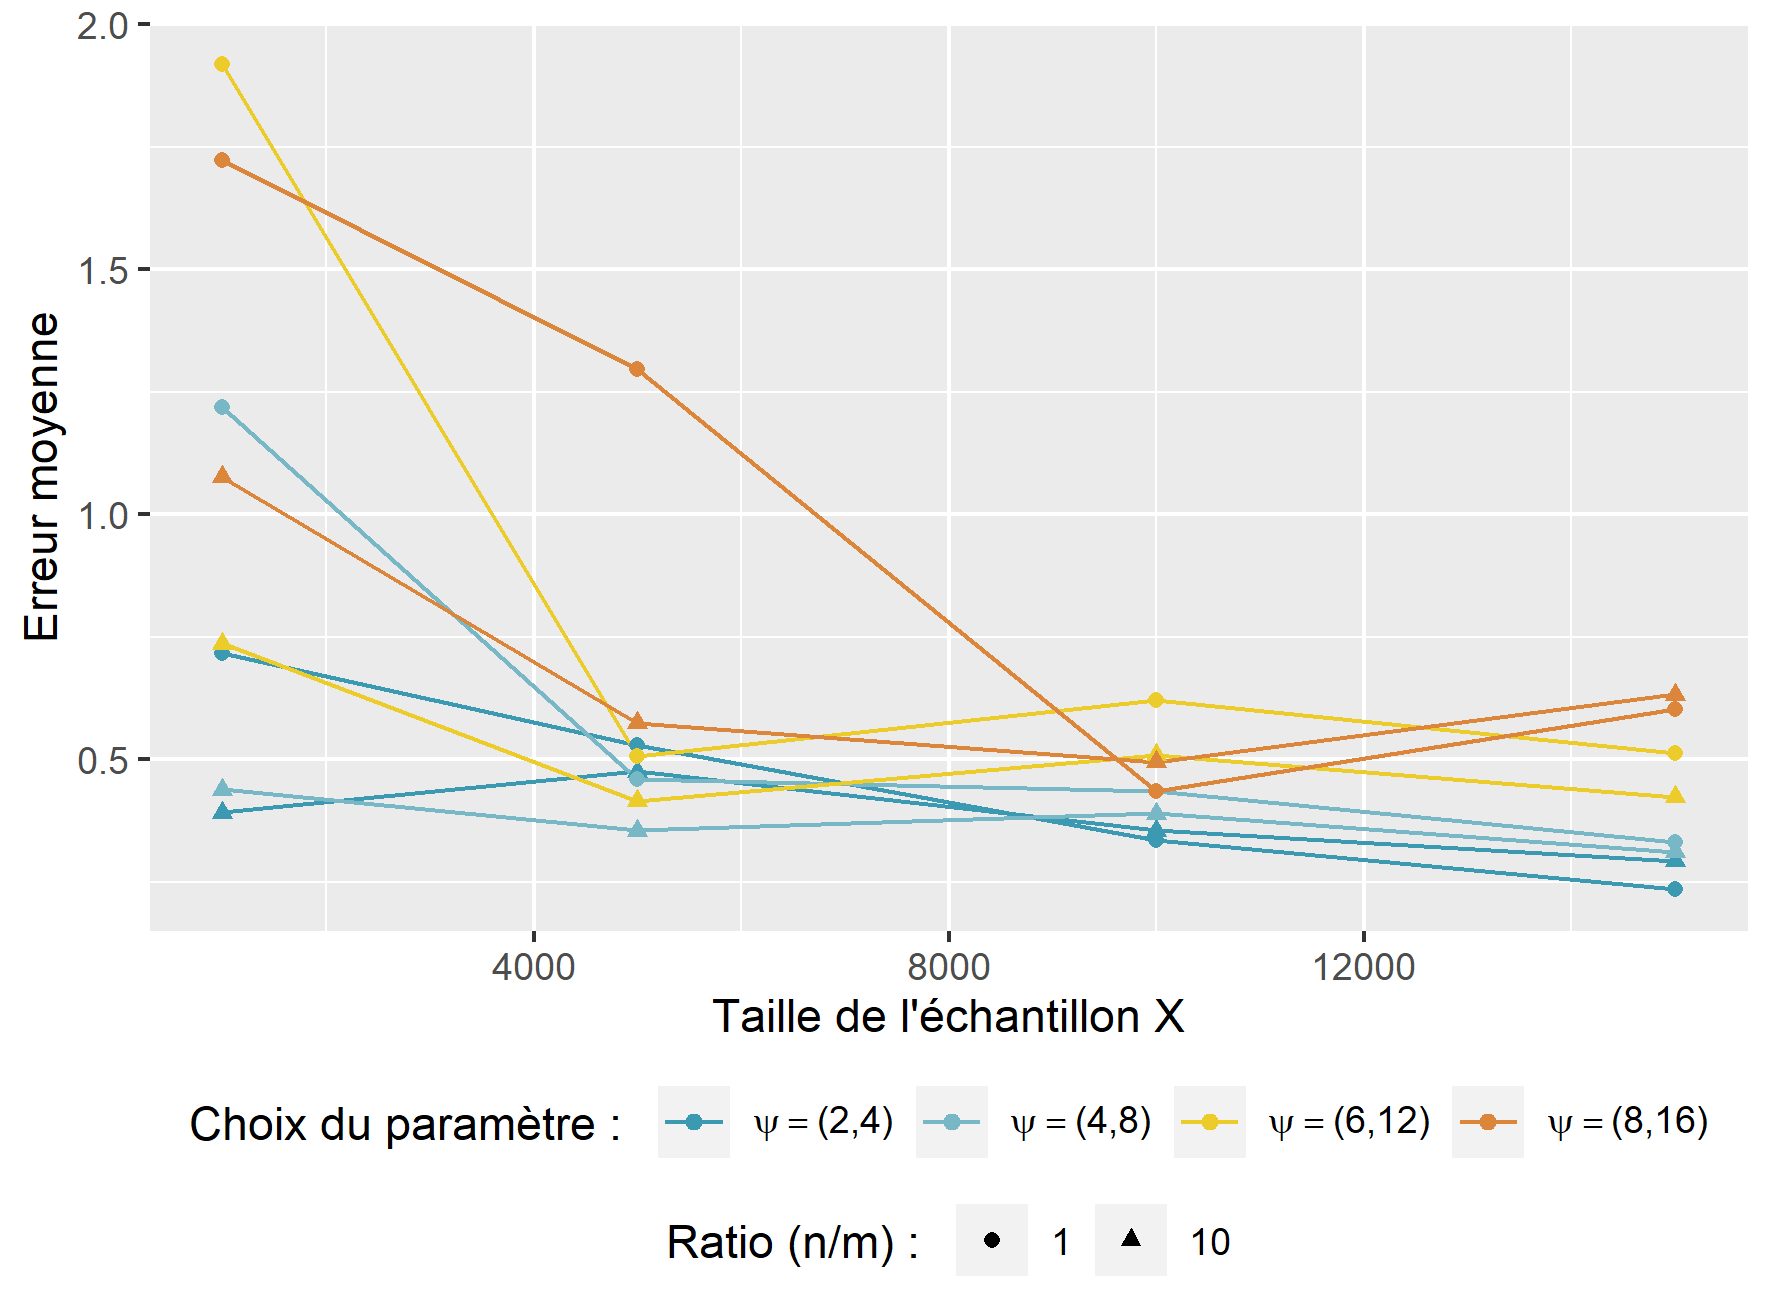 2.0
1.5
1.0
0.5
Erreur moyenne
4000 8000 12000
Taille de l'échantillon X
Choix du paramètre : ψ = (2,4) ψ = (4,8) ψ = (6,12) ψ = (8,16)
Ratio (n/m) : 1 10